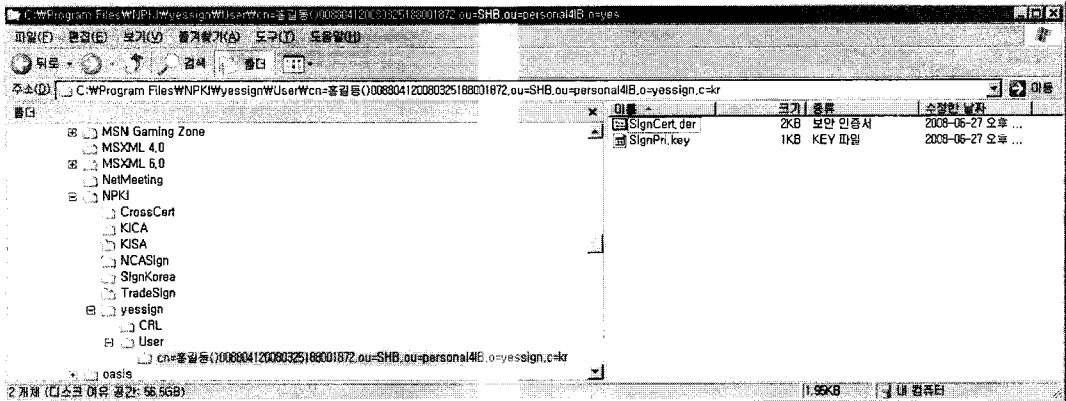 C:₩Program Files₩NPKI₩yessign₩User₩cn=홍길동()008804120080325188001872,ou=SHB,ou=personal4IB,o=yes
파일(F) 편집(E) 보기(V) 즐겨찾기(A) 도구(T) 도움말(H)
뒤로 검색 폴더
주소(D) C:₩Program Files₩NPKI₩yessign₩User₩cn=홍길동()008804120080325188001872,ou=SHB,ou=personal4IB,o=yessign,c=kr 이동
폴더 이름 크기 종류 수정한 날짜
MSN Gaming Zone SignCert.der 2KB 보안 인증서 2008-06-27 오후 ...
MSXML 4.0 SignPri.key 1KB KEY 파일 2008-06-27 오후 ...
MSXML 6.0
NetMeeting
NPKI
CrossCert
KICA
KISA
NCASign
SignKorea
TradeSign
yessign
CRL
User
cn=홍길동()008804120080325188001872,ou=SHB,ou=personal4IB,o=yessign,c=kr
oasis
2 개체 (디스크 여유 공간: 56.5GB) 1.95KB 내 컴퓨터